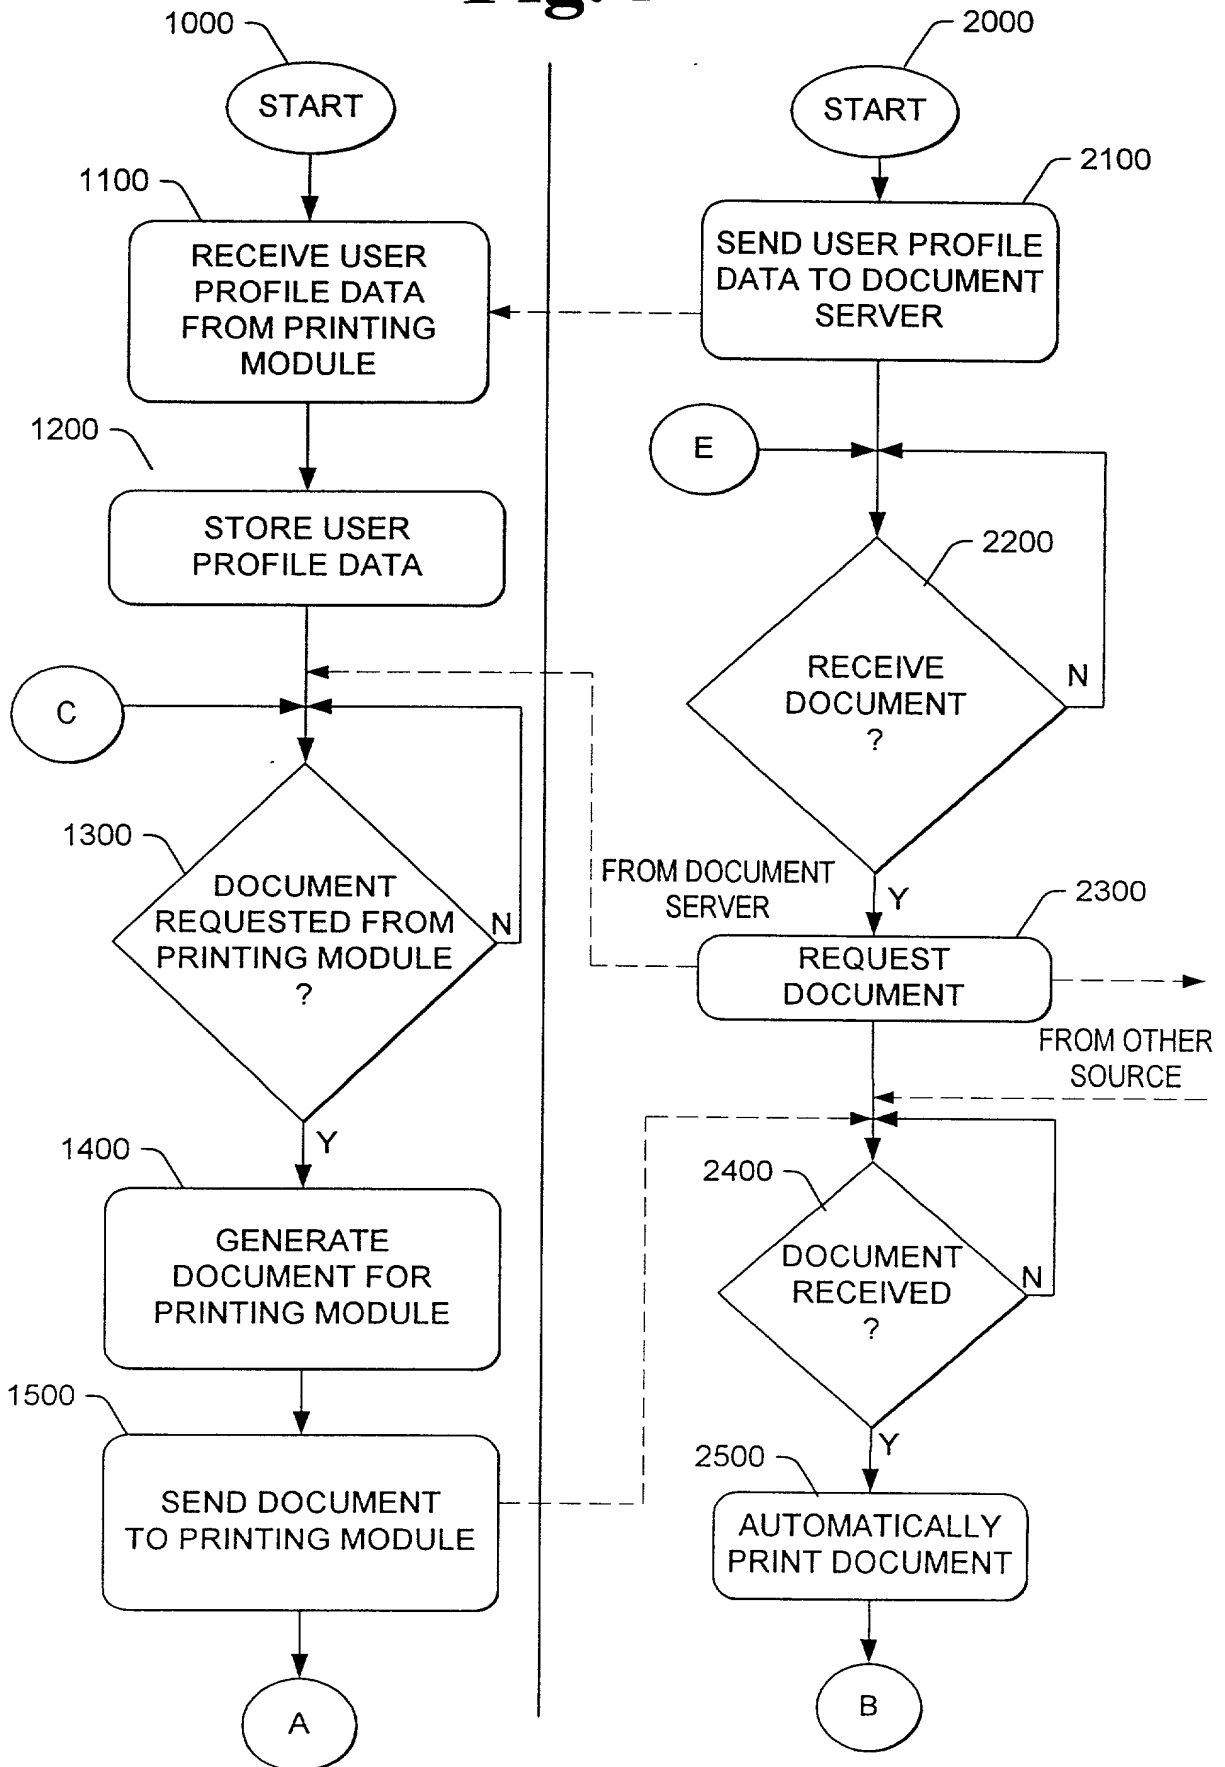 1000
START
1100
RECEIVE USER
PROFILE DATA
FROM PRINTING
MODULE
1200
STORE USER
PROFILE DATA
C
1300
DOCUMENT
REQUESTED FROM
PRINTING MODULE
?
N
Y
1400
GENERATE
DOCUMENT FOR
PRINTING MODULE
1500
SEND DOCUMENT
TO PRINTING MODULE
A
2000
START
2100
SEND USER PROFILE
DATA TO DOCUMENT
SERVER
E
2200
RECEIVE
DOCUMENT
?
N
Y
FROM DOCUMENT
SERVER
2300
REQUEST
DOCUMENT
FROM OTHER
SOURCE
2400
DOCUMENT
RECEIVED
?
N
Y
2500
AUTOMATICALLY
PRINT DOCUMENT
B